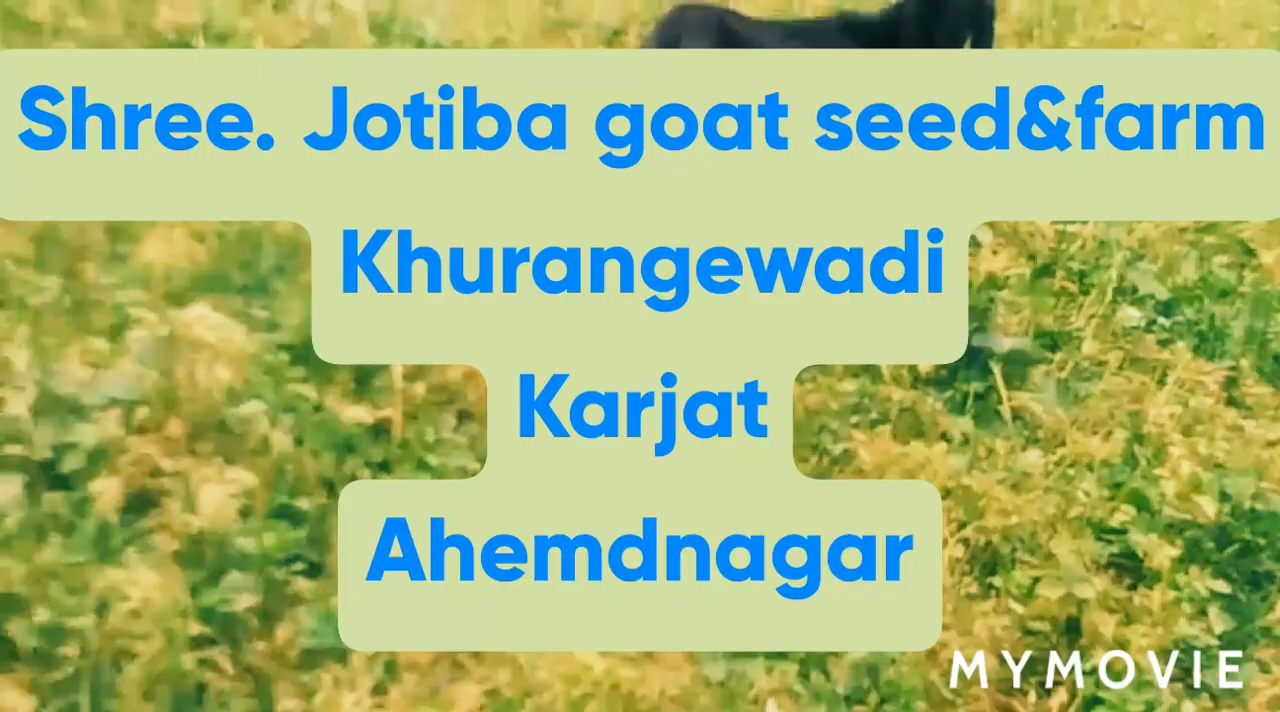 Shree. Jotiba goat seed&farm
Khurangewadi
Karjat
Ahemdnagar
MYMOVIE